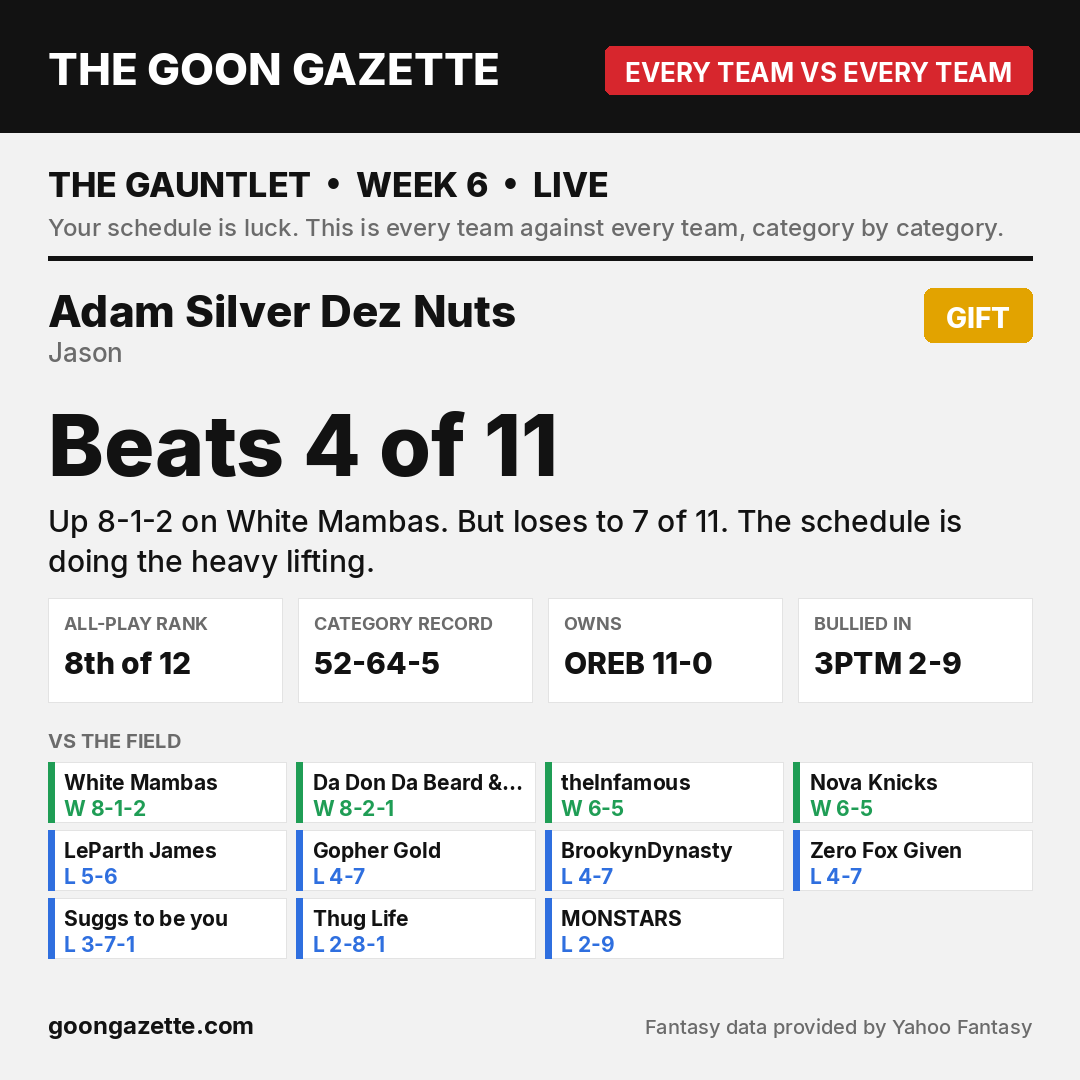 THE GOON GAZETTE
EVERY TEAM VS EVERY TEAM
THE GAUNTLET • WEEK 6 • LIVE
Your schedule is luck. This is every team against every team, category by category.
Adam Silver Dez Nuts
GIFT
Jason
Beats 4 of 11
Up 8-1-2 on White Mambas. But loses to 7 of 11. The schedule is
doing the heavy lifting.
ALL-PLAY RANK
8th of 12
CATEGORY RECORD
52-64-5
OWNS
OREB 11-0
BULLIED IN
3PTM 2-9
VS THE FIELD
White Mambas
W 8-1-2
Da Don Da Beard &...
W 8-2-1
theInfamous
W 6-5
Nova Knicks
W 6-5
LeParth James
L 5-6
Gopher Gold
L 4-7
BrookynDynasty
L 4-7
Zero Fox Given
L 4-7
Suggs to be you
L 3-7-1
Thug Life
L 2-8-1
MONSTARS
L 2-9
goongazette.com
Fantasy data provided by Yahoo Fantasy